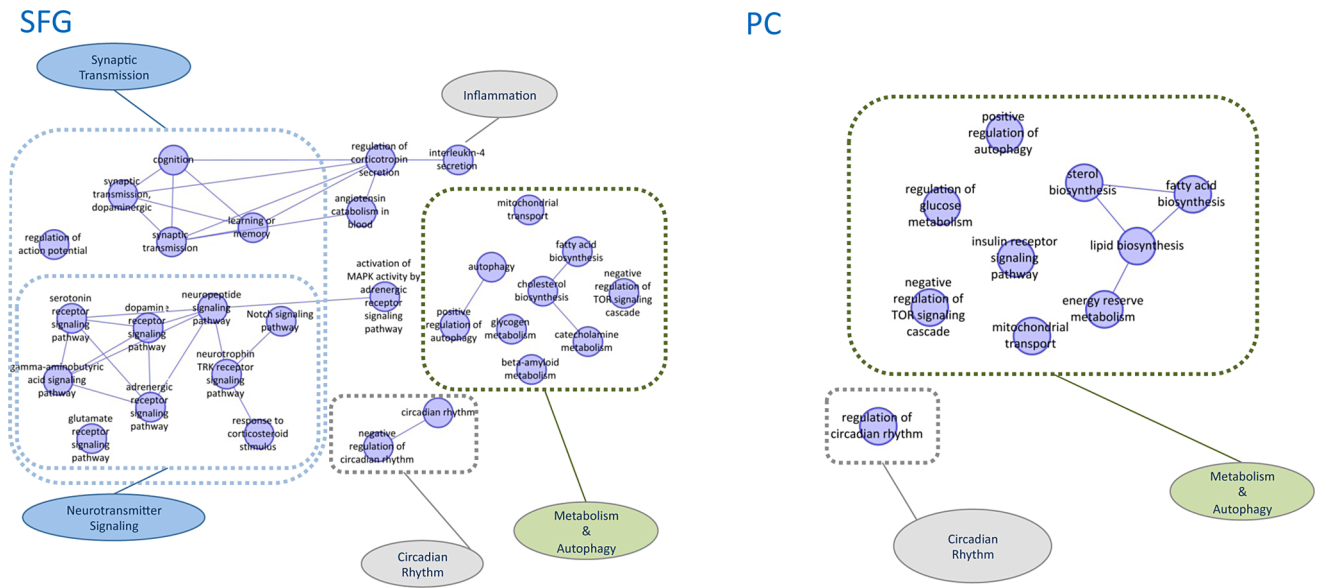 SFG
PC
Synaptic
Transmission
Inflammation
cognition
regulation of
corticotropin
secretion
interleukin-4
secretion
synaptic
transmission,
dopaminergic
angiotensin
catabolism in
blood
learning or
memory
synaptic
transmission
regulation of
action potential
mitochondrial
transport
fatty acid
biosynthesis
autophagy
cholesterol
biosynthesis
negative
regulation of
TOR signaling
cascade
positive
regulation of
autophagy
glycogen
metabolism
catecholamine
metabolism
beta-amyloid
metabolism
activation of
MAPK activity by
adrenergic
receptor
signaling
pathway
serotonin
receptor
signaling
pathway
dopamine
receptor
signaling
pathway
neuropeptide
signaling
pathway
Notch signaling
pathway
neurotrophin
TRK receptor
signaling
pathway
gamma-aminobutyric
acid signaling
pathway
adrenergic
receptor
signaling
pathway
glutamate
receptor
signaling
pathway
response to
corticosteroid
stimulus
circadian rhythm
negative
regulation of
circadian rhythm
Neurotransmitter
Signaling
Circadian
Rhythm
Metabolism
&
Autophagy
positive
regulation of
autophagy
sterol
biosynthesis
fatty acid
biosynthesis
regulation of
glucose
metabolism
insulin receptor
signaling
pathway
lipid biosynthesis
negative
regulation of
TOR signaling
cascade
energy reserve
metabolism
mitochondrial
transport
regulation of
circadian rhythm
Circadian
Rhythm
Metabolism
&
Autophagy